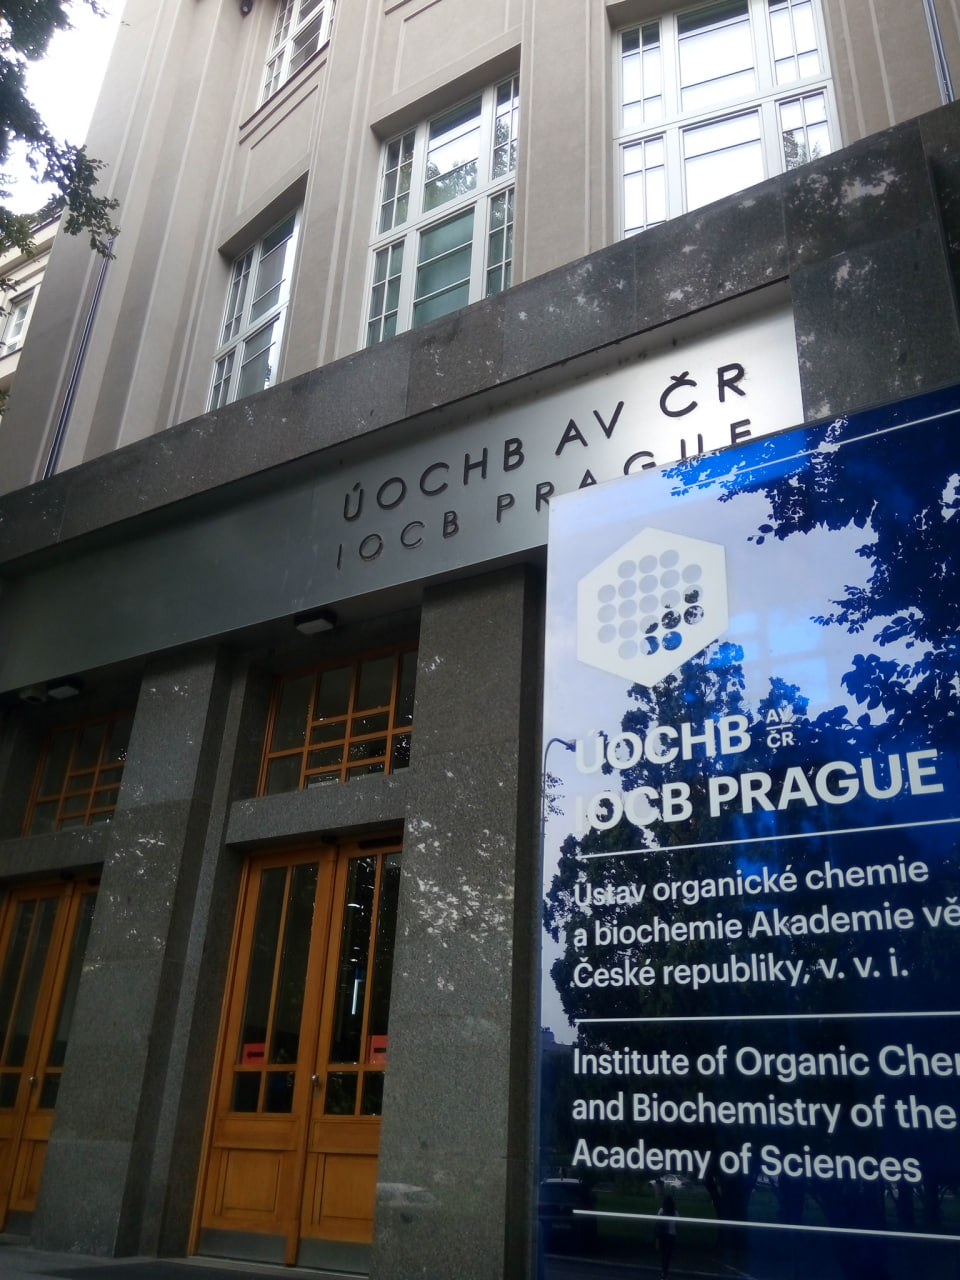 ÚOCHB AV ČR
IOCB PRAGUE
ÚOCHB AV ČR
IOCB PRAGUE
Ústav organické chemie
a biochemie Akademie vě
České republiky, v. v. i.
Institute of Organic Chem
and Biochemistry of the
Academy of Sciences